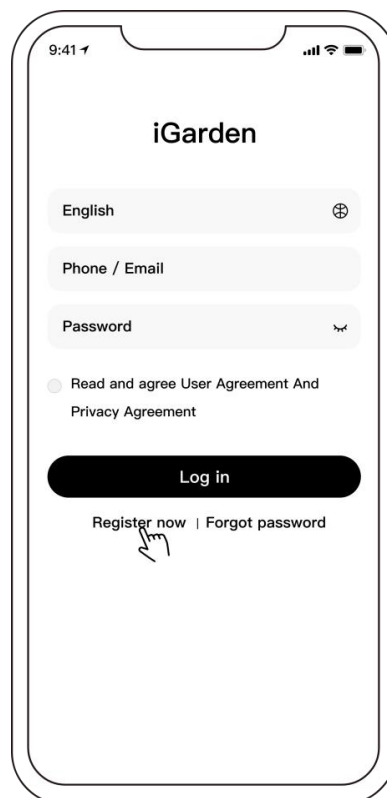 9:41
iGarden
English
Phone / Email
Password
Read and agree User Agreement And
Privacy Agreement
Log in
Register now | Forgot password